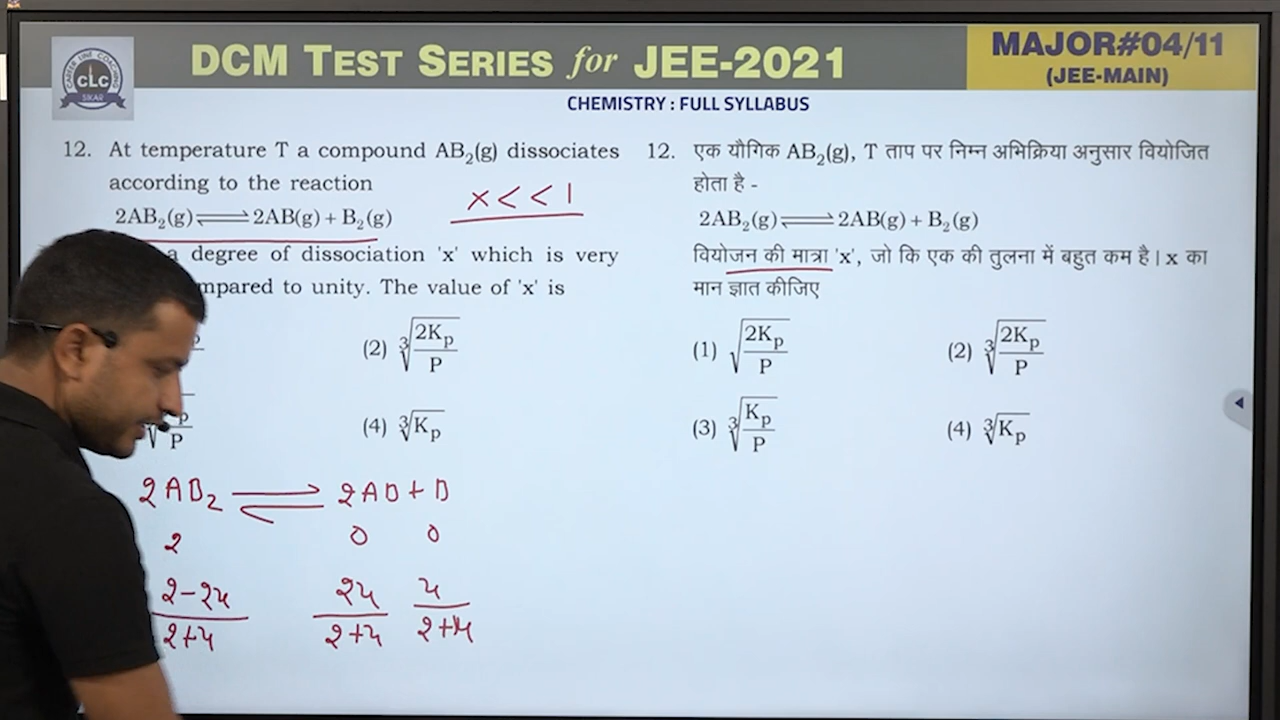 DCM TEST SERIES for JEE-2021
MAJOR#04/11
(JEE-MAIN)
CLC
SIKAR
CHEMISTRY : FULL SYLLABUS
12. At temperature T a compound AB₂(g) dissociates
according to the reaction
2AB₂(g) ⇌ 2AB(g) + B₂(g)
x << 1
a degree of dissociation 'x' which is very
mpared to unity. The value of 'x' is
(2) ∛(2Kₚ/P)
P
(4) ∛Kₚ
12. एक यौगिक AB₂(g), T ताप पर निम्न अभिक्रिया अनुसार वियोजित
होता है -
2AB₂(g) ⇌ 2AB(g) + B₂(g)
वियोजन की मात्रा 'x', जो कि एक की तुलना में बहुत कम है। x का
मान ज्ञात कीजिए
(1) √(2Kₚ/P) (2) ∛(2Kₚ/P)
(3) ∛(Kₚ/P) (4) ∛Kₚ
2AB₂ ⇌ 2AB + B
2 0 0
2-2x 2x x
2+x 2+x 2+x